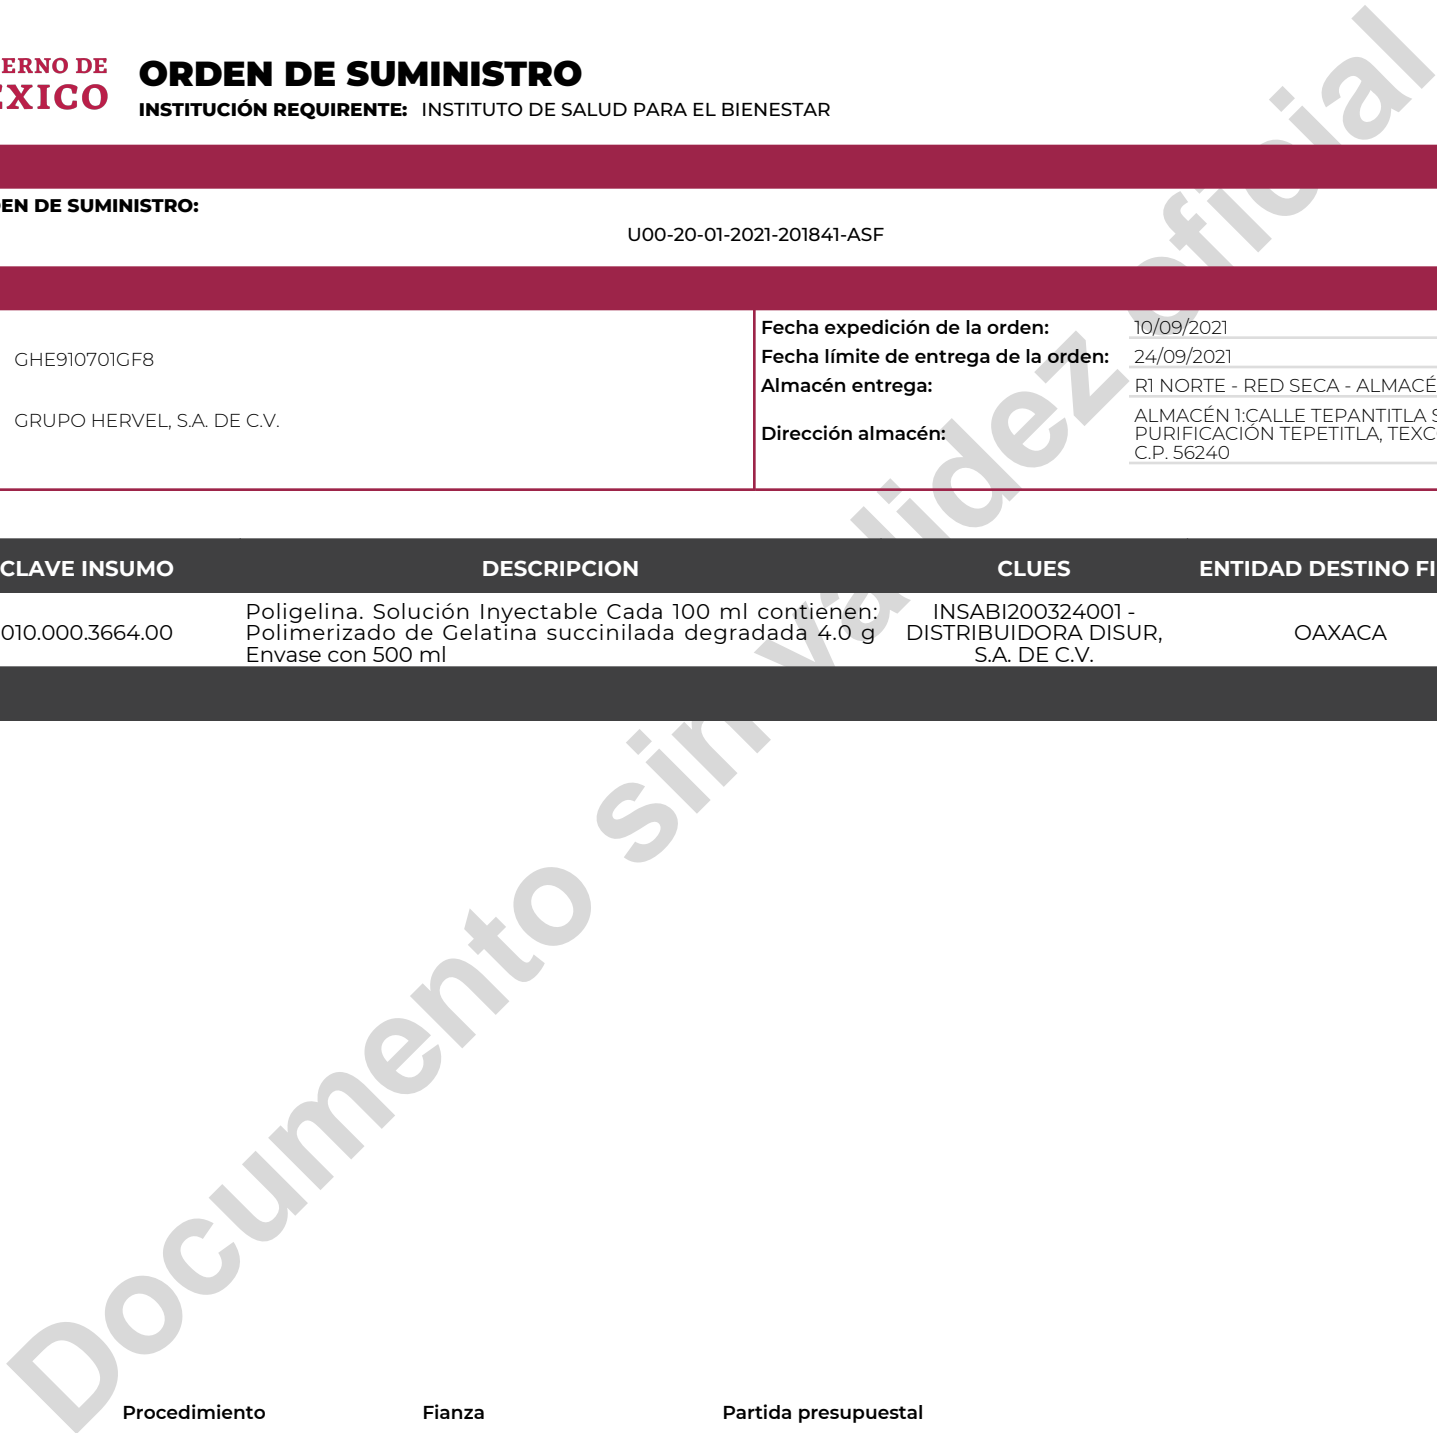 ERNO DE
EXICO
ORDEN DE SUMINISTRO
INSTITUCIÓN REQUIRENTE: INSTITUTO DE SALUD PARA EL BIENESTAR
EN DE SUMINISTRO:
U00-20-01-2021-201841-ASF
GHE910701GF8
GRUPO HERVEL, S.A. DE C.V.
Fecha expedición de la orden: 10/09/2021
Fecha límite de entrega de la orden: 24/09/2021
Almacén entrega: R1 NORTE - RED SECA - ALMACÉ
Dirección almacén: ALMACÉN 1:CALLE TEPANTITLA S
PURIFICACIÓN TEPETITLA, TEXC
C.P. 56240
CLAVE INSUMO DESCRIPCION CLUES ENTIDAD DESTINO FI
010.000.3664.00
Poligelina. Solución Inyectable Cada 100 ml contienen:
Polimerizado de Gelatina succinilada degradada 4.0 g
Envase con 500 ml
INSABI200324001 -
DISTRIBUIDORA DISUR,
S.A. DE C.V.
OAXACA
Documento sin validez oficial
Procedimiento Fianza Partida presupuestal